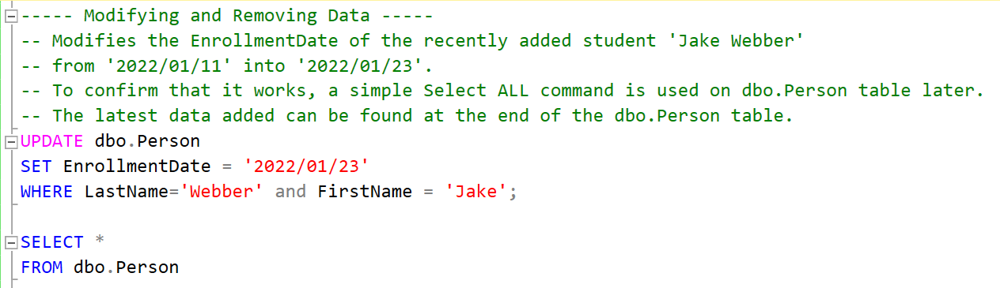 ----- Modifying and Removing Data -----
-- Modifies the EnrollmentDate of the recently added student 'Jake Webber'
-- from '2022/01/11' into '2022/01/23'.
-- To confirm that it works, a simple Select ALL command is used on dbo.Person table later.
-- The latest data added can be found at the end of the dbo.Person table.
UPDATE dbo.Person
SET EnrollmentDate = '2022/01/23'
WHERE LastName='Webber' and FirstName = 'Jake';
SELECT *
FROM dbo.Person